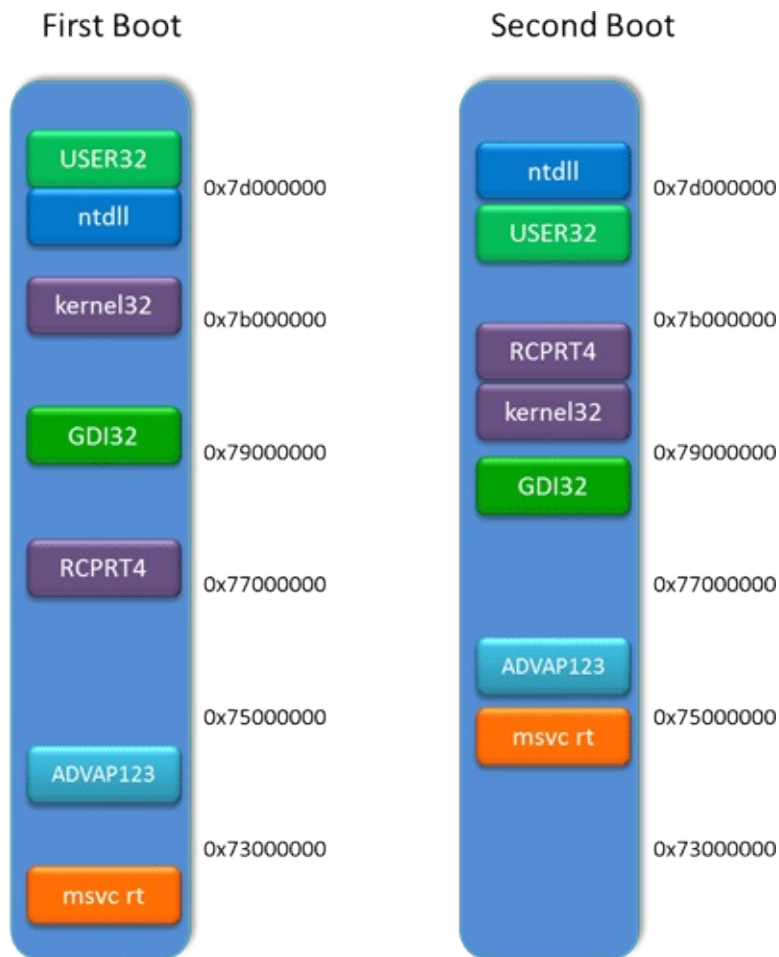 First Boot
USER32
0x7d000000
ntdll
kernel32
0x7b000000
GDI32
0x79000000
RCPRT4
0x77000000
0x75000000
ADVAP123
0x73000000
msvc rt
Second Boot
ntdll
0x7d000000
USER32
0x7b000000
RCPRT4
kernel32
0x79000000
GDI32
0x77000000
ADVAP123
0x75000000
msvc rt
0x73000000